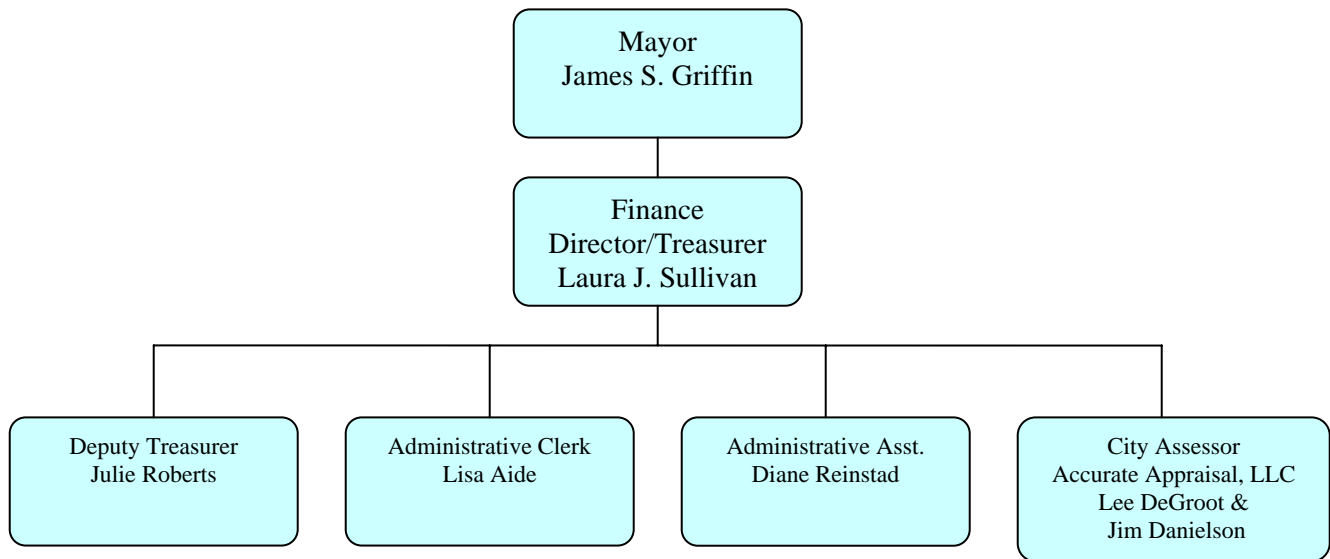 Mayor
James S. Griffin
Finance
Director/Treasurer
Laura J. Sullivan
Deputy Treasurer
Julie Roberts
Administrative Clerk
Lisa Aide
Administrative Asst.
Diane Reinstad
City Assessor
Accurate Appraisal, LLC
Lee DeGroot &
Jim Danielson